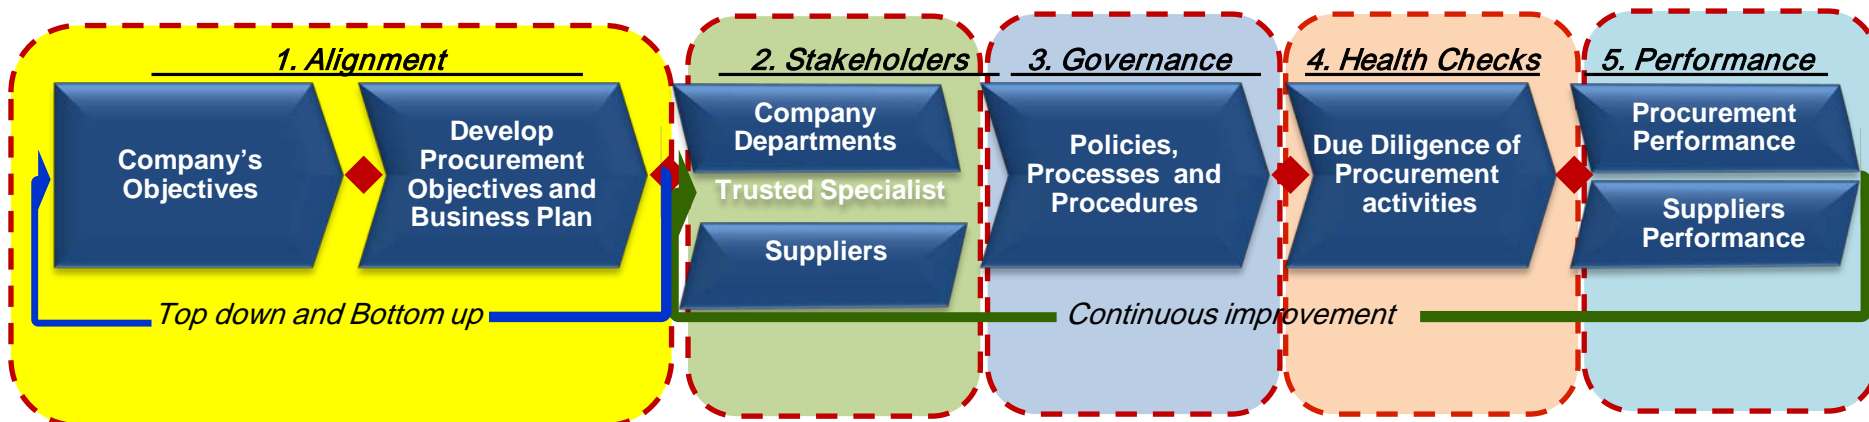 1. Alignment
Company's
Objectives
Develop
Procurement
Objectives and
Business Plan
Top down and Bottom up
2. Stakeholders
Company
Departments
Trusted Specialist
Suppliers
3. Governance
Policies,
Processes and
Procedures
4. Health Checks
Due Diligence of
Procurement
activities
5. Performance
Procurement
Performance
Suppliers
Performance
Continuous improvement